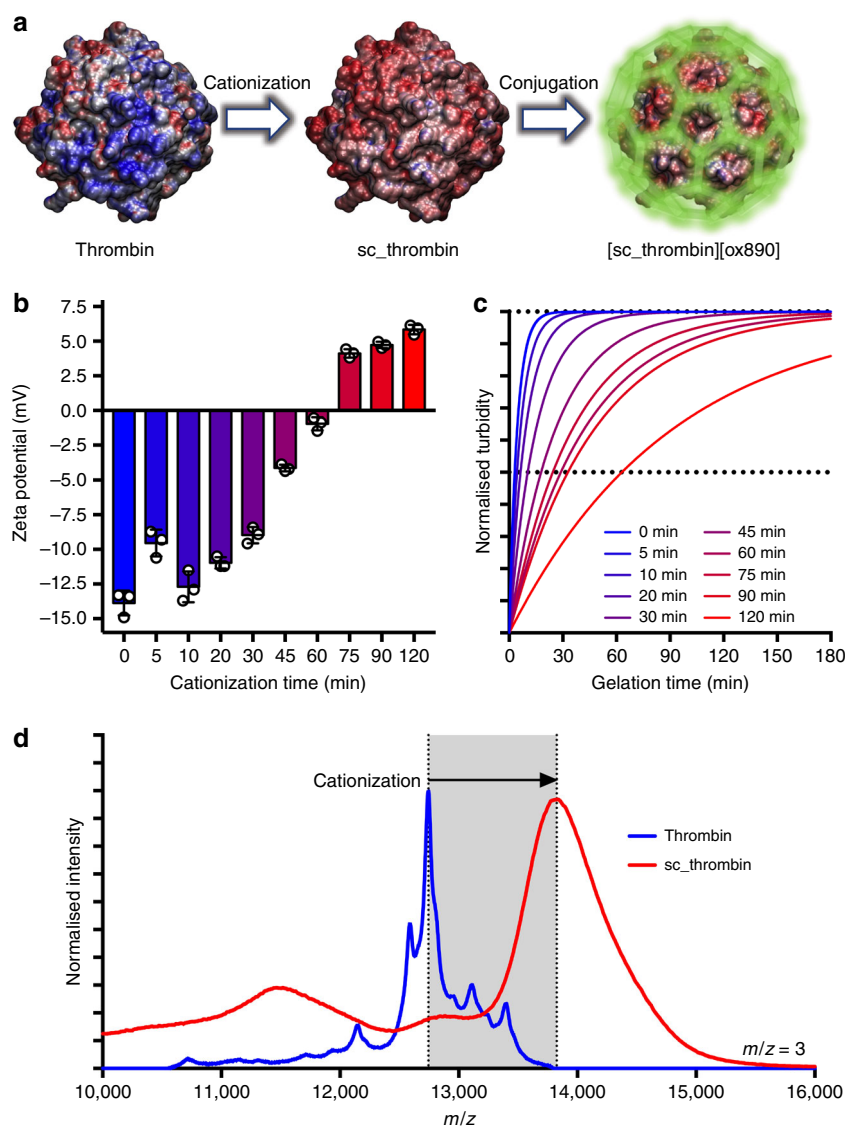 a
Cationization
Conjugation
Thrombin
sc_thrombin
[sc_thrombin][ox890]
b
Zeta potential (mV)
7.5
5.0
2.5
0.0
−2.5
−5.0
−7.5
−10.0
−12.5
−15.0
0 5 10 20 30 45 60 75 90 120
Cationization time (min)
c
Normalised turbidity
0 min
5 min
10 min
20 min
30 min
45 min
60 min
75 min
90 min
120 min
0 30 60 90 120 150 180
Gelation time (min)
d
Normalised intensity
Cationization
Thrombin
sc_thrombin
m/z = 3
10,000 11,000 12,000 13,000 14,000 15,000 16,000
m/z